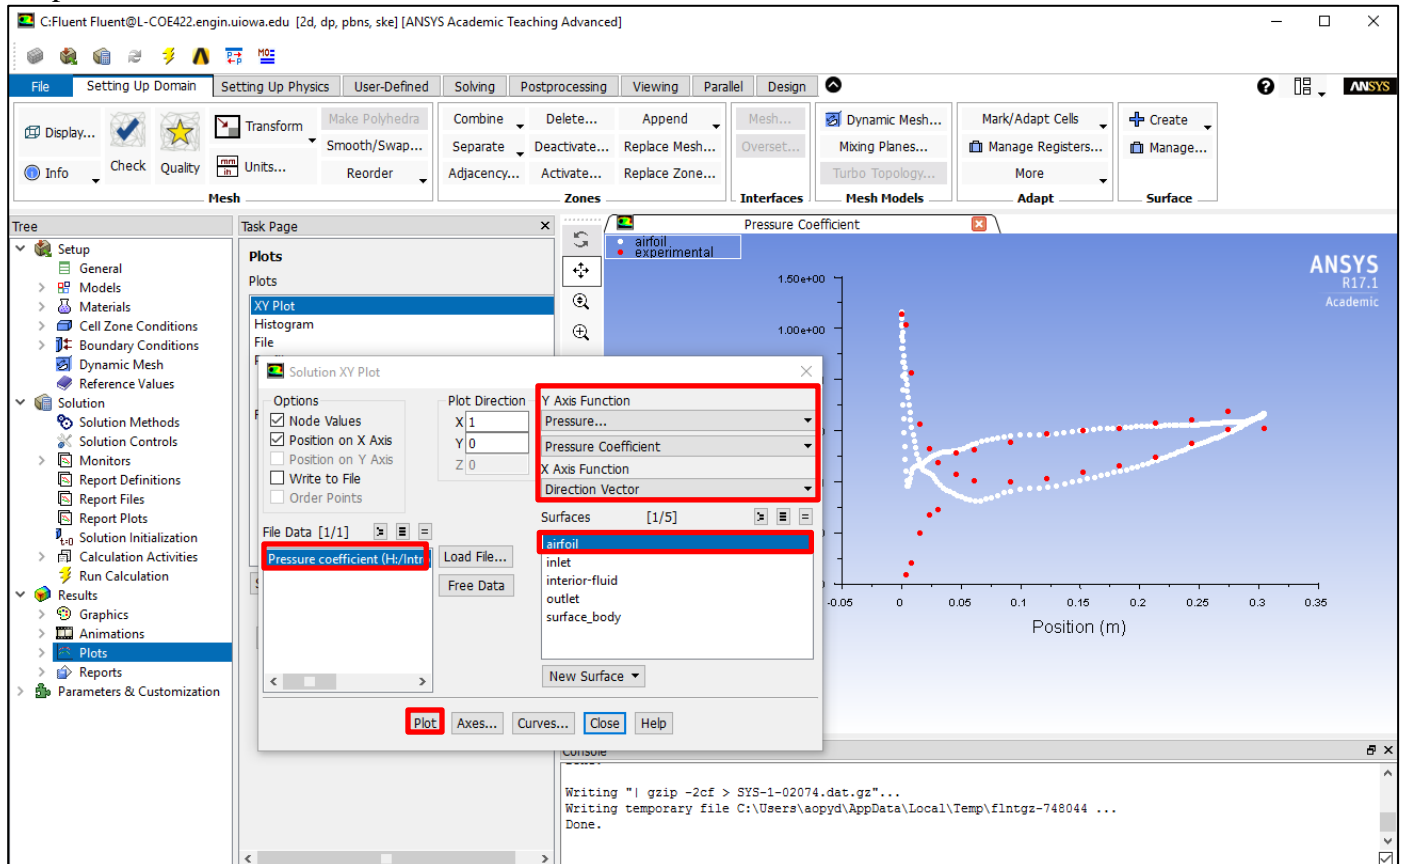 C:Fluent Fluent@L-COE422.engin.uiowa.edu [2d, dp, pbns, ske] [ANSYS Academic Teaching Advanced]
File Setting Up Domain Setting Up Physics User-Defined Solving Postprocessing Viewing Parallel Design
ANSYS
Display... Transform Make Polyhedra Combine Delete... Append Mesh... Dynamic Mesh... Mark/Adapt Cells Create
Check Quality Smooth/Swap... Separate Deactivate... Replace Mesh... Overset... Mixing Planes... Manage Registers... Manage...
Info Units... Reorder Adjacency... Activate... Replace Zone... Turbo Topology... More
Mesh Zones Interfaces Mesh Models Adapt Surface
Tree
Setup
General
Models
Materials
Cell Zone Conditions
Boundary Conditions
Dynamic Mesh
Reference Values
Solution
Solution Methods
Solution Controls
Monitors
Report Definitions
Report Files
Report Plots
Solution Initialization
Calculation Activities
Run Calculation
Results
Graphics
Animations
Plots
Reports
Parameters & Customization
Task Page
Plots
Plots
XY Plot
Histogram
File
Solution XY Plot
Options
Node Values
Position on X Axis
Position on Y Axis
Write to File
Order Points
Plot Direction
X 1
Y 0
Z 0
Y Axis Function
Pressure...
Pressure Coefficient
X Axis Function
Direction Vector
File Data [1/1]
Pressure coefficient (H:/Intr
Load File...
Free Data
Surfaces [1/5]
airfoil
inlet
interior-fluid
outlet
surface_body
New Surface
Plot Axes... Curves... Close Help
Pressure Coefficient
airfoil
experimental
ANSYS
R17.1
Academic
1.50e+00
1.00e+00
-0.05 0 0.05 0.1 0.15 0.2 0.25 0.3 0.35
Position (m)
Console
Writing "| gzip -2cf > SYS-1-02074.dat.gz"...
Writing temporary file C:\Users\aopyd\AppData\Local\Temp\flntgz-748044 ...
Done.